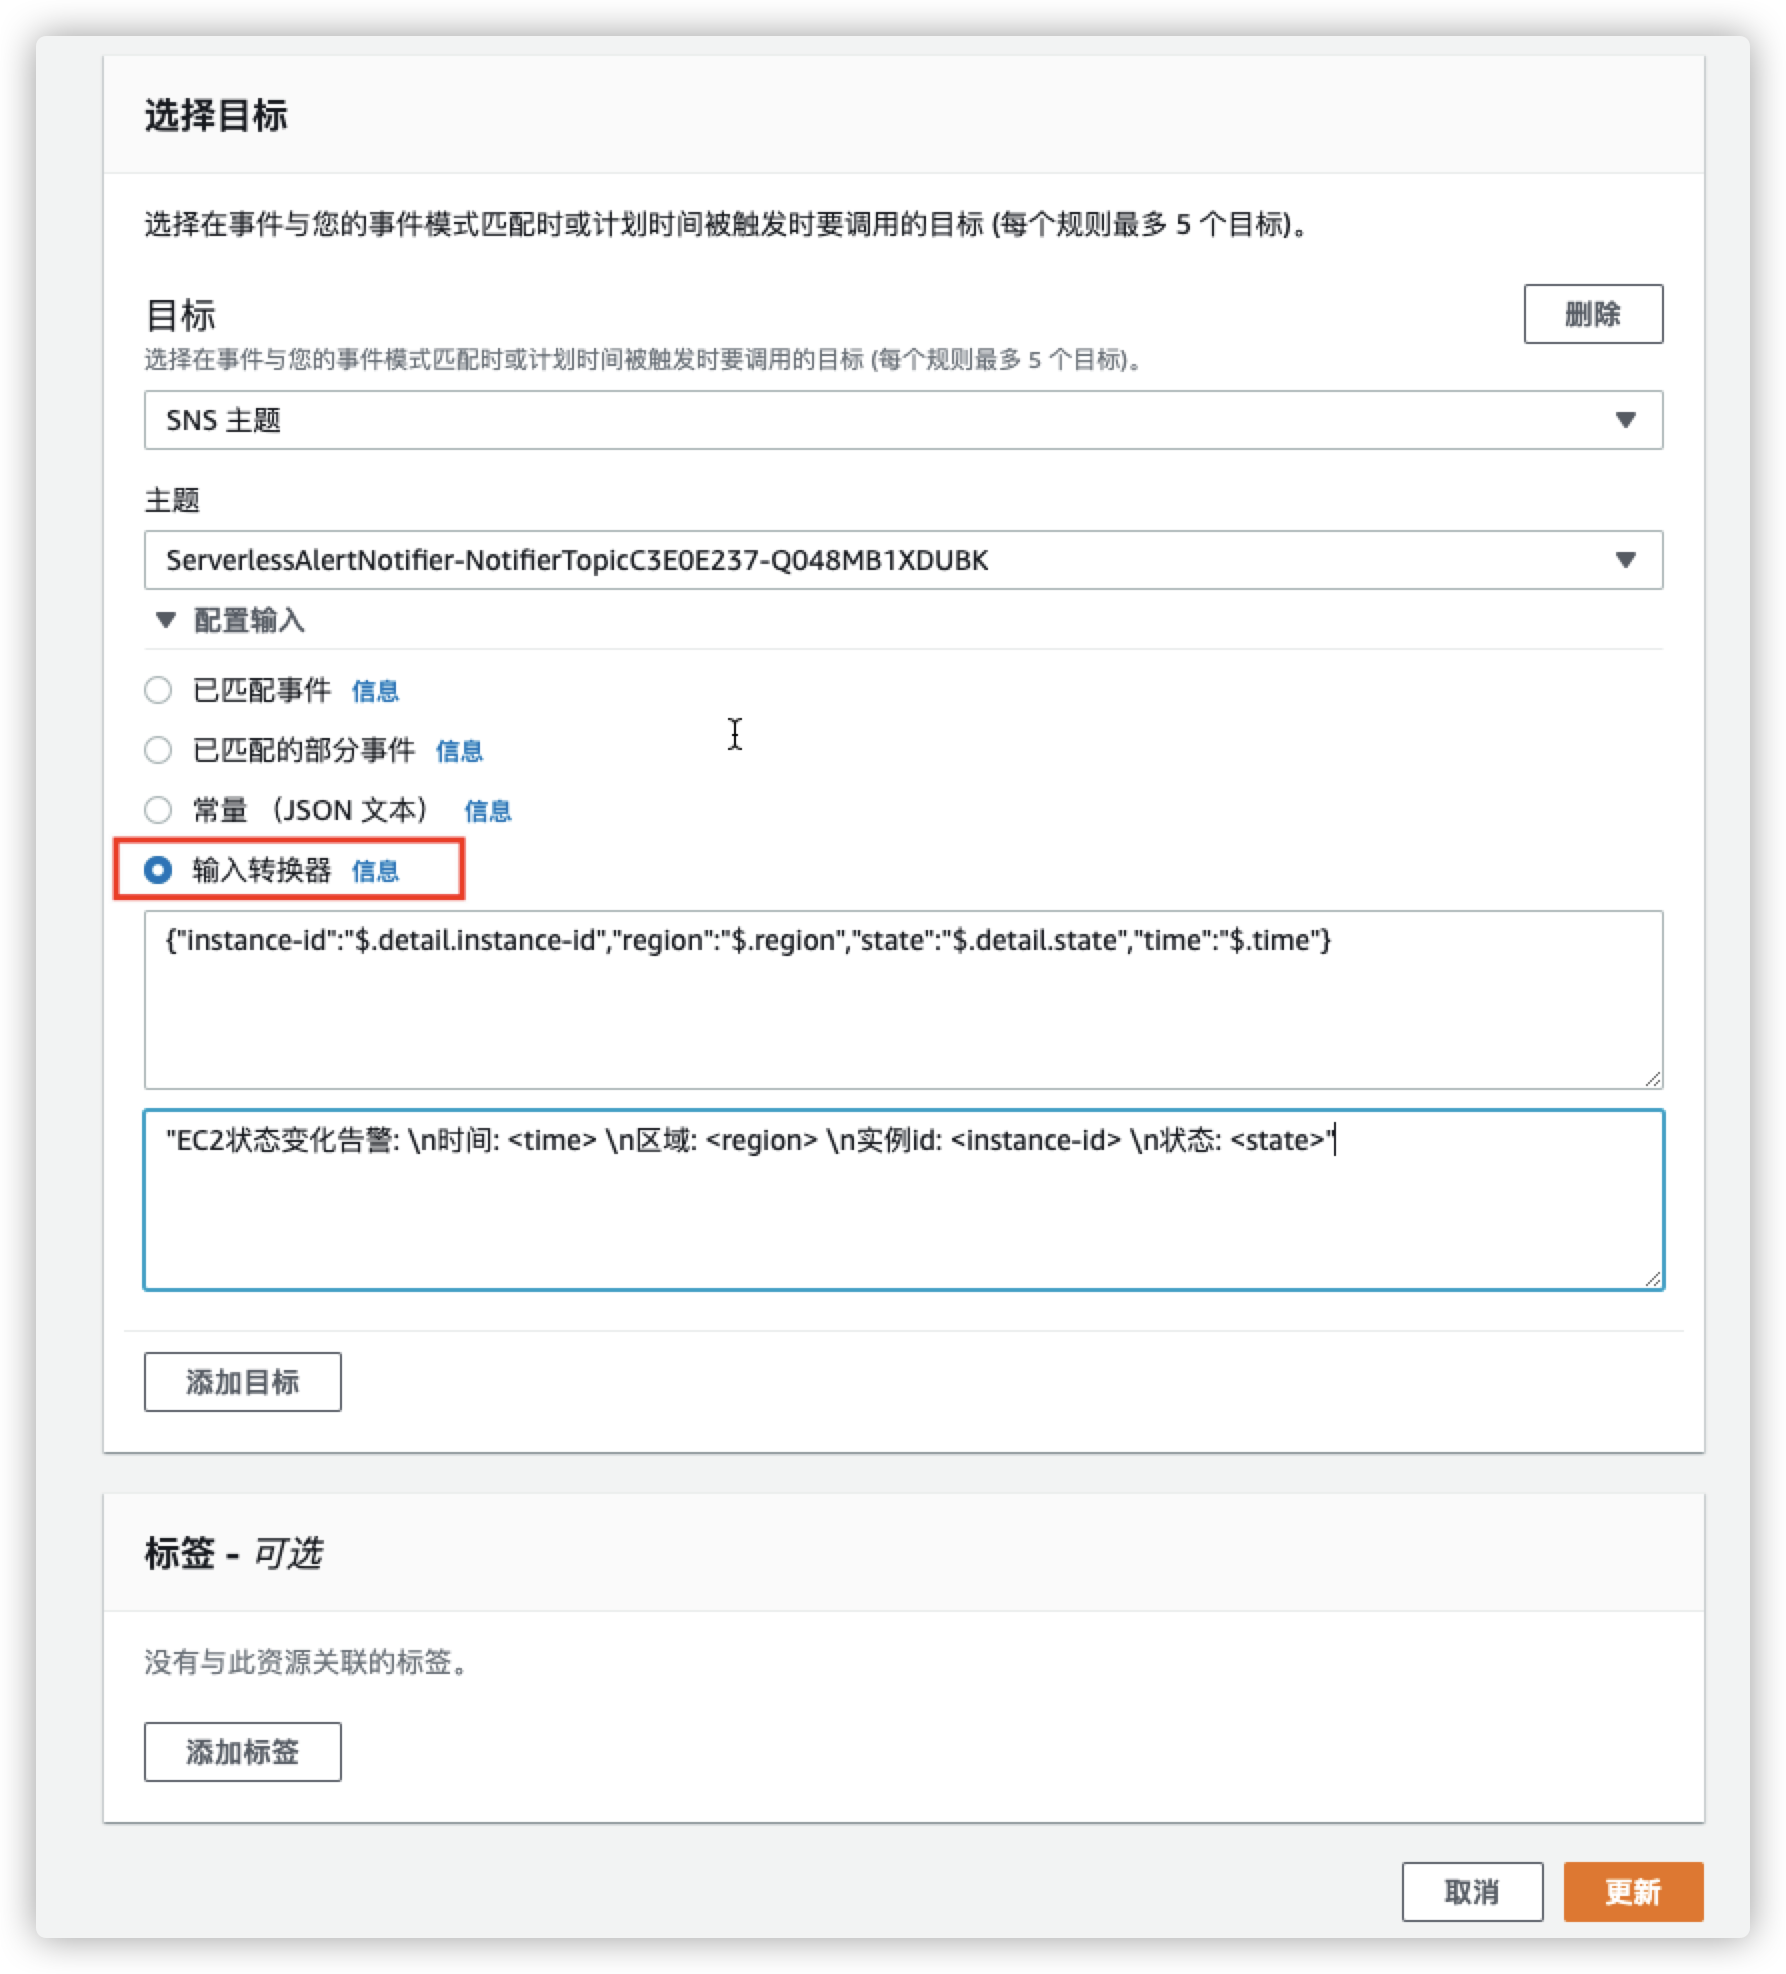 选择目标
选择在事件与您的事件模式匹配时或计划时间被触发时要调用的目标 (每个规则最多 5 个目标)。
目标
删除
选择在事件与您的事件模式匹配时或计划时间被触发时要调用的目标 (每个规则最多 5 个目标)。
SNS 主题
主题
ServerlessAlertNotifier-NotifierTopicC3E0E237-Q048MB1XDUBK
配置输入
已匹配事件 信息
已匹配的部分事件 信息
常量 （JSON 文本） 信息
输入转换器 信息
{"instance-id":"$.detail.instance-id","region":"$.region","state":"$.detail.state","time":"$.time"}
"EC2状态变化告警: \n时间: <time> \n区域: <region> \n实例id: <instance-id> \n状态: <state>"
添加目标
标签 - 可选
没有与此资源关联的标签。
添加标签
取消
更新